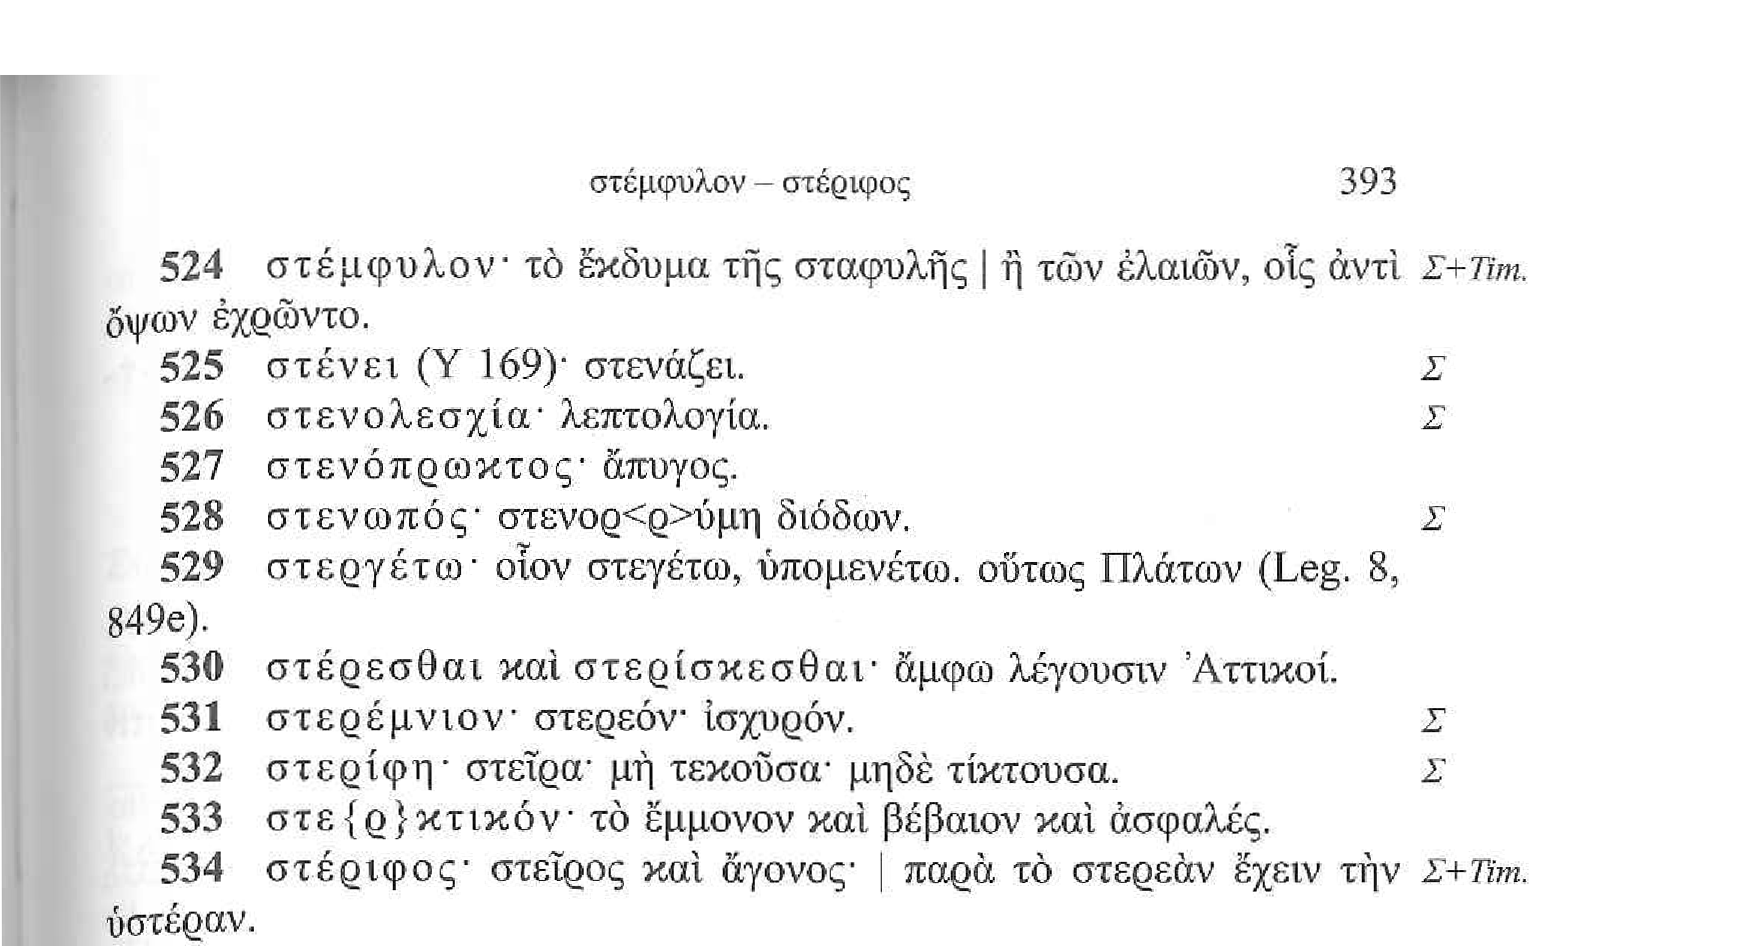 στέμφυλον – στέριφος 393
524 στέμφυλον· τὸ ἔκδυμα τῆς σταφυλῆς | ἢ τῶν ἐλαιῶν, οἷς ἀντὶ Σ+Tim.
ὄψων ἐχρῶντο.
525 στένει (Υ 169)· στενάζει. Σ
526 στενολεσχία· λεπτολογία. Σ
527 στενόπρωκτος· ἄπυγος.
528 στενωπός· στενορ<ρ>ύμη διόδων. Σ
529 στεργέτω· οἷον στεγέτω, ὑπομενέτω. οὕτως Πλάτων (Leg. 8,
849e).
530 στέρεσθαι καὶ στερίσκεσθαι· ἄμφω λέγουσιν Ἀττικοί.
531 στερέμνιον· στερεόν· ἰσχυρόν. Σ
532 στερίφη· στεῖρα· μὴ τεκοῦσα· μηδὲ τίκτουσα. Σ
533 στε{ρ}κτικόν· τὸ ἔμμονον καὶ βέβαιον καὶ ἀσφαλές.
534 στέριφος· στεῖρος καὶ ἄγονος· | παρὰ τὸ στερεὰν ἔχειν τὴν Σ+Tim.
ὑστέραν.